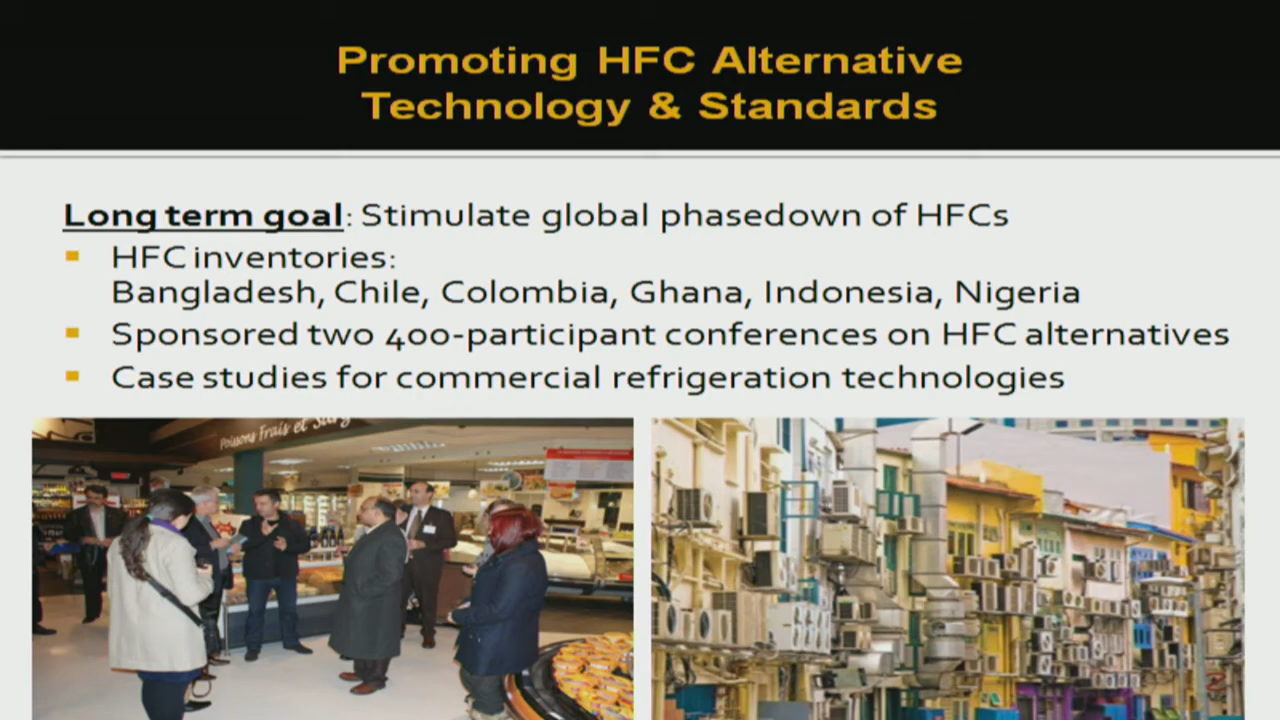 Promoting HFC Alternative
Technology & Standards
Long term goal: Stimulate global phasedown of HFCs
HFC inventories:
Bangladesh, Chile, Colombia, Ghana, Indonesia, Nigeria
Sponsored two 400-participant conferences on HFC alternatives
Case studies for commercial refrigeration technologies
Poissons Frais et